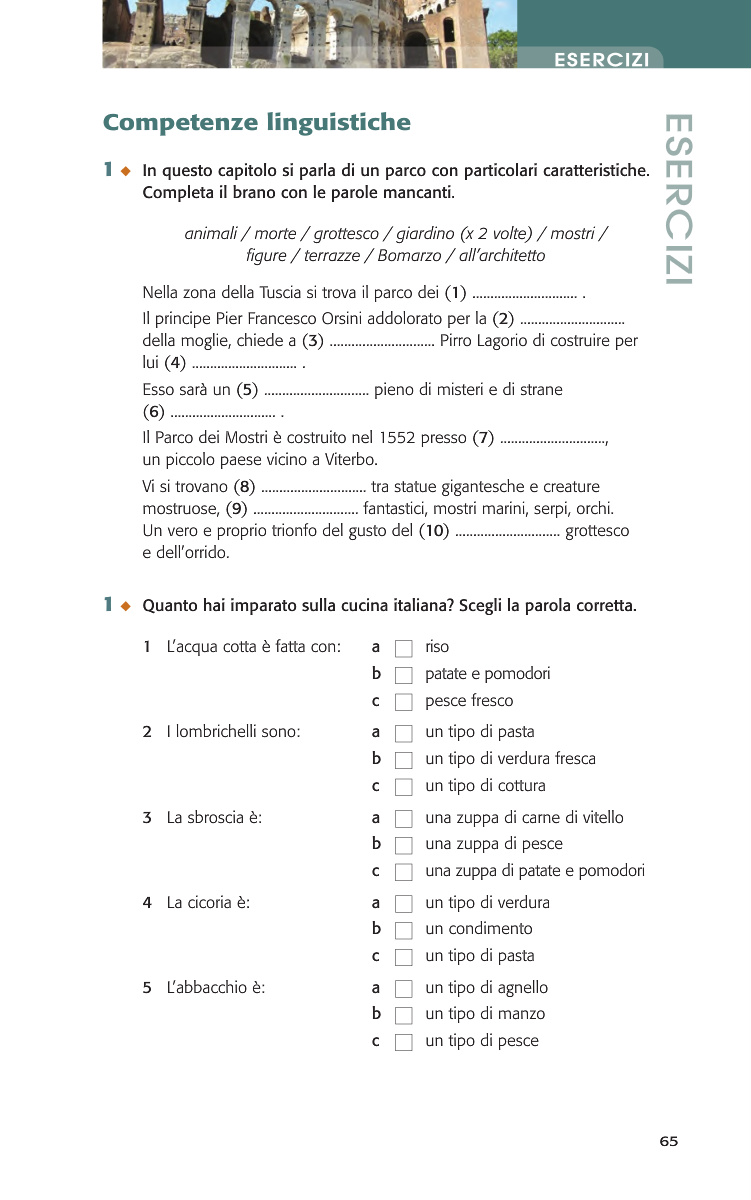 ESERCIZI
ESERCIZI
Competenze linguistiche
1 ◆ In questo capitolo si parla di un parco con particolari caratteristiche.
Completa il brano con le parole mancanti.
animali / morte / grottesco / giardino (x 2 volte) / mostri /
figure / terrazze / Bomarzo / all'architetto
Nella zona della Tuscia si trova il parco dei (1) ............................. .
Il principe Pier Francesco Orsini addolorato per la (2) .............................
della moglie, chiede a (3) ............................. Pirro Lagorio di costruire per
lui (4) ............................. .
Esso sarà un (5) ............................. pieno di misteri e di strane
(6) ............................. .
Il Parco dei Mostri è costruito nel 1552 presso (7) .............................,
un piccolo paese vicino a Viterbo.
Vi si trovano (8) ............................. tra statue gigantesche e creature
mostruose, (9) ............................. fantastici, mostri marini, serpi, orchi.
Un vero e proprio trionfo del gusto del (10) ............................. grottesco
e dell'orrido.
1 ◆ Quanto hai imparato sulla cucina italiana? Scegli la parola corretta.
1 L'acqua cotta è fatta con: a riso
b patate e pomodori
c pesce fresco
2 I lombrichelli sono: a un tipo di pasta
b un tipo di verdura fresca
c un tipo di cottura
3 La sbroscia è: a una zuppa di carne di vitello
b una zuppa di pesce
c una zuppa di patate e pomodori
4 La cicoria è: a un tipo di verdura
b un condimento
c un tipo di pasta
5 L'abbacchio è: a un tipo di agnello
b un tipo di manzo
c un tipo di pesce
65